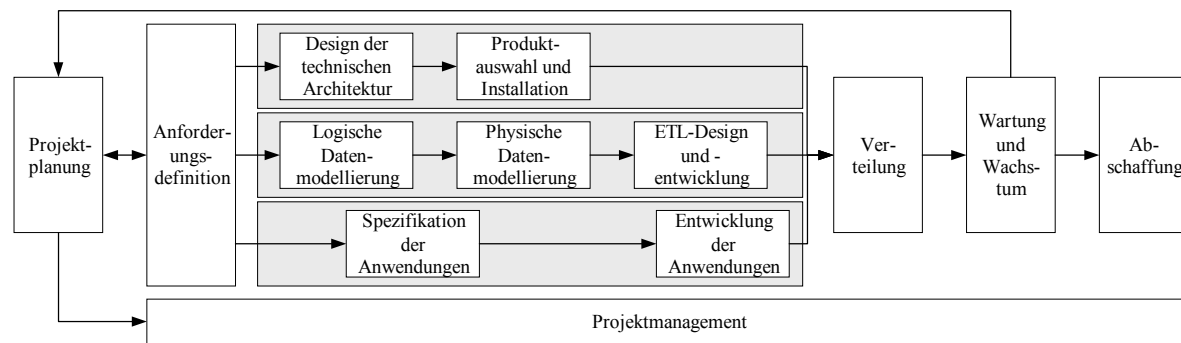 Projekt-
planung
Anforder-
ungs-
definition
Design der
technischen
Architektur
Produkt-
auswahl und
Installation
Logische
Daten-
modellierung
Physische
Daten-
modellierung
ETL-Design
und -
entwicklung
Spezifikation
der
Anwendungen
Entwicklung
der
Anwendungen
Ver-
teilung
Wartung
und
Wachs-
tum
Ab-
schaffung
Projektmanagement